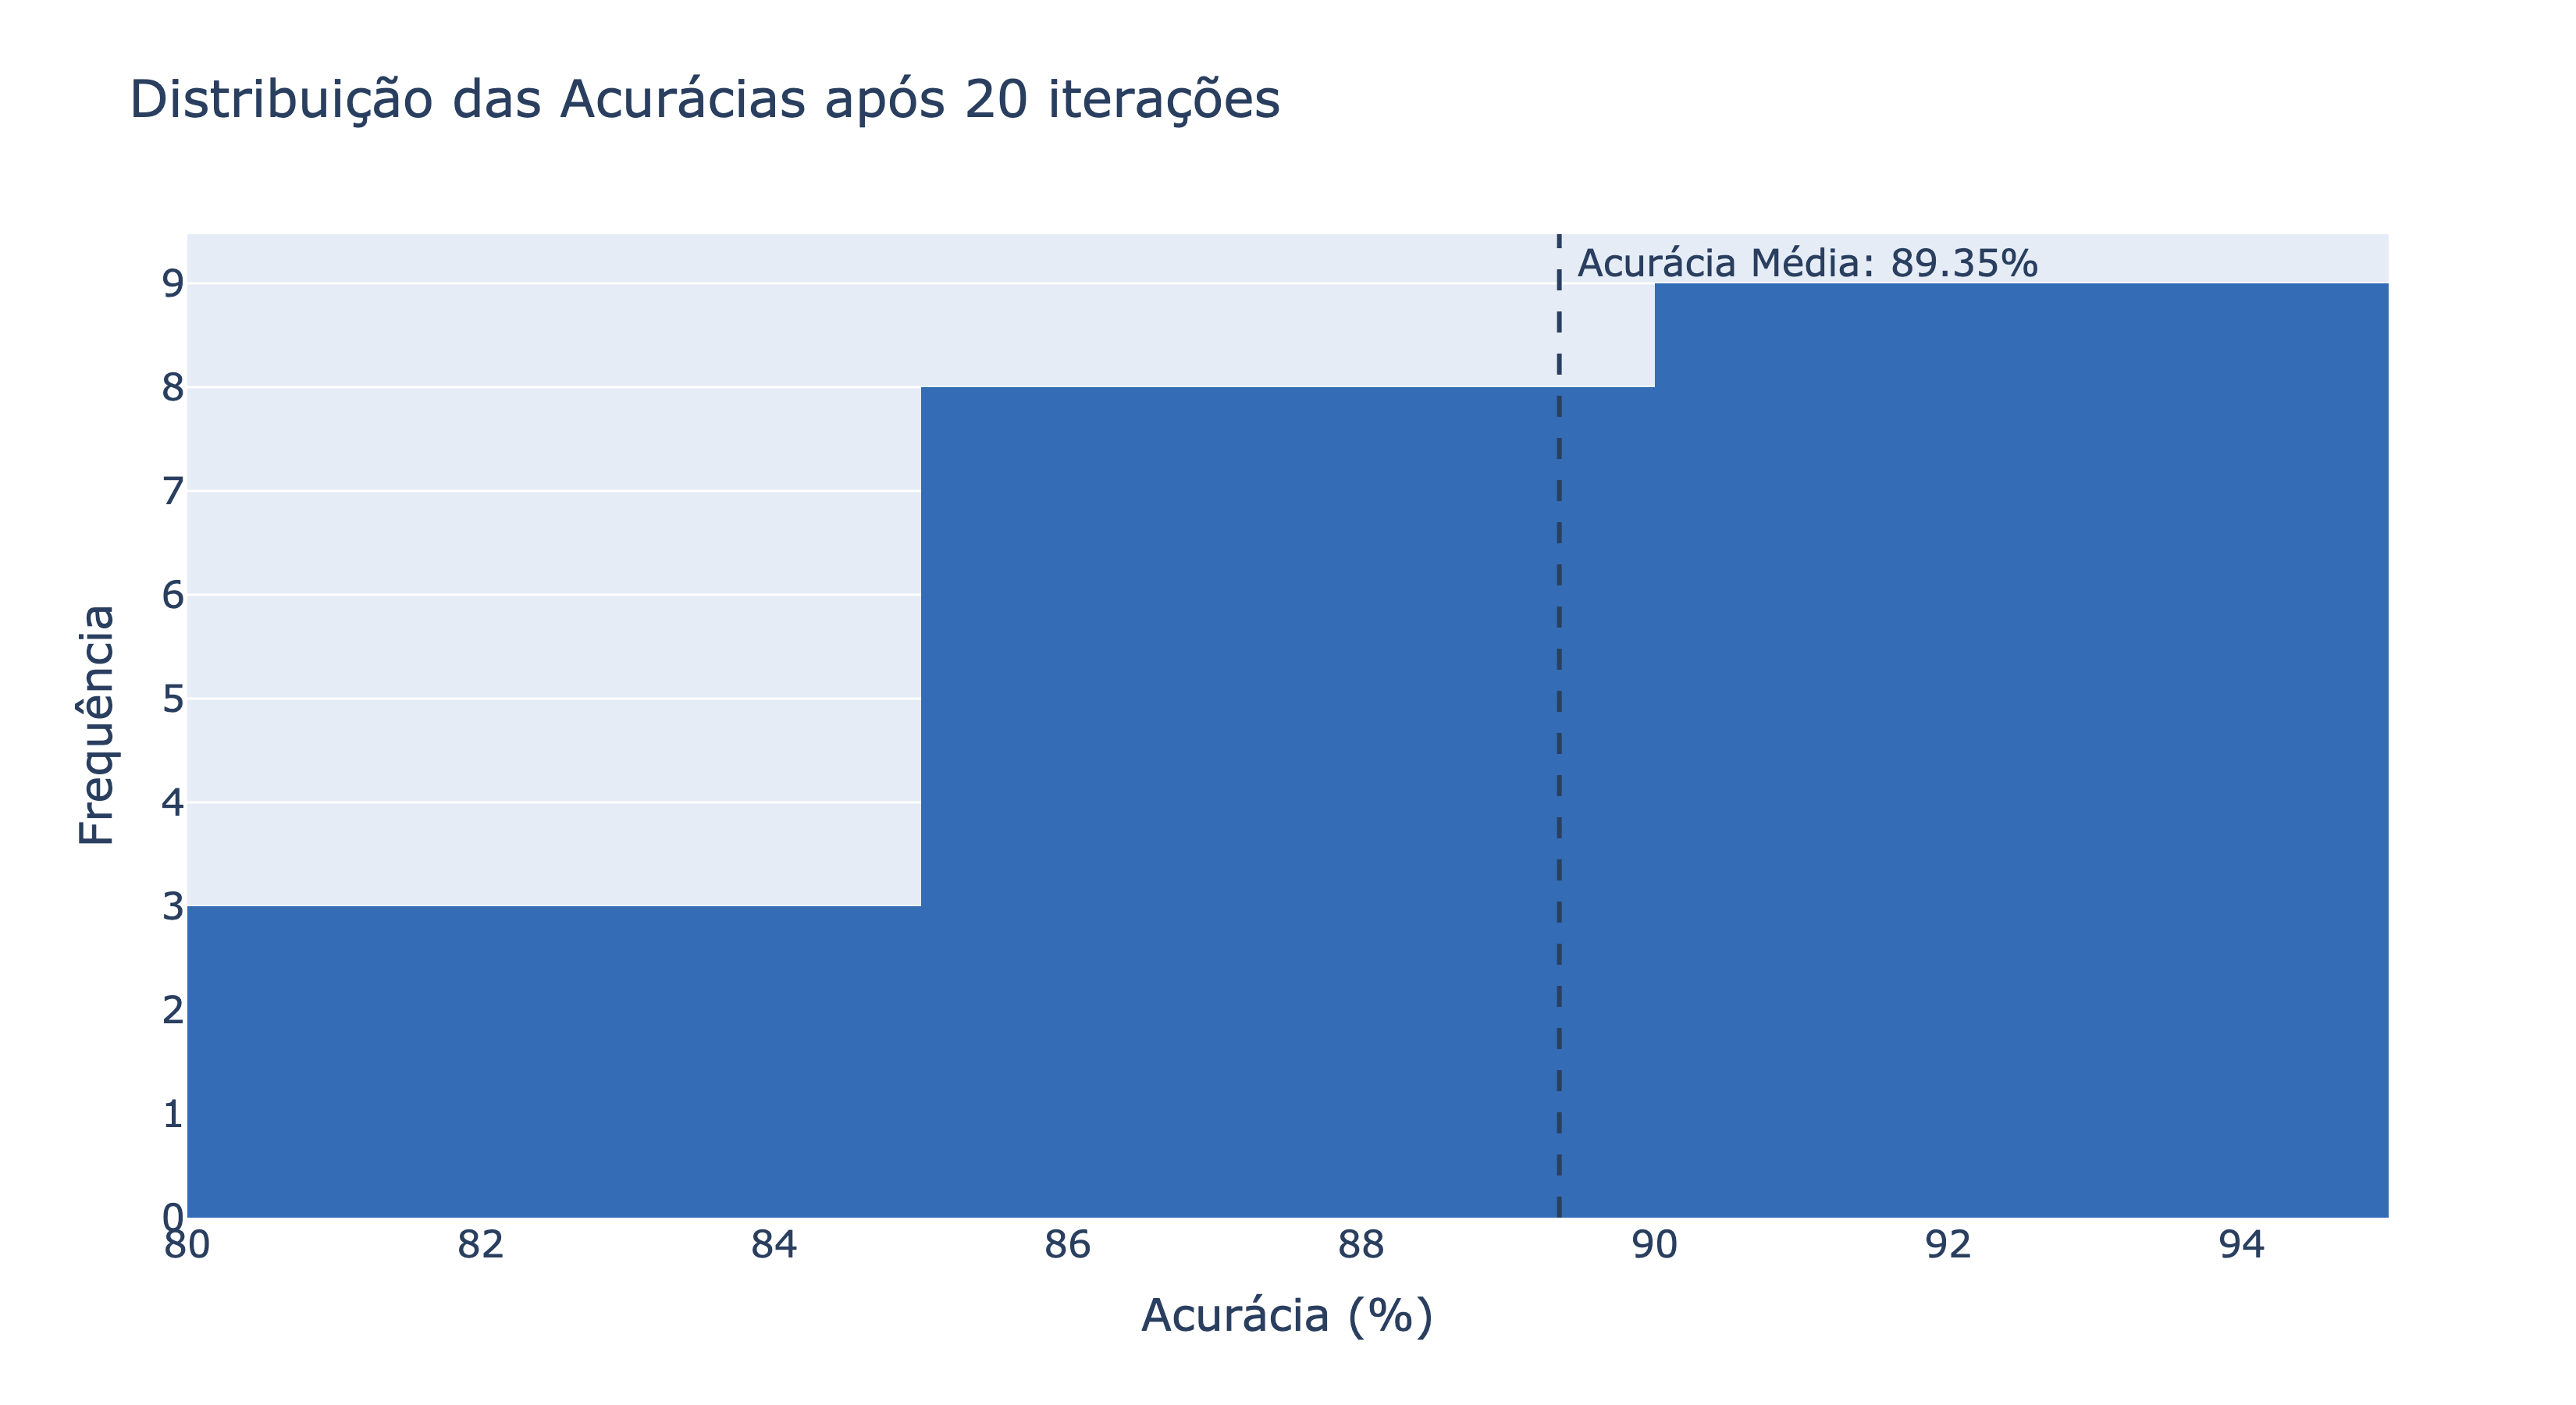 Distribuição das Acurácias após 20 iterações
Acurácia Média: 89.35%
9
8
7
6
5
4
3
2
1
0
Frequência
80 82 84 86 88 90 92 94
Acurácia (%)